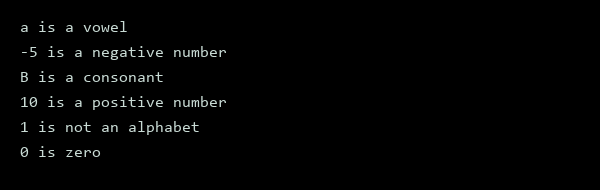 a is a vowel
-5 is a negative number
B is a consonant
10 is a positive number
1 is not an alphabet
0 is zero